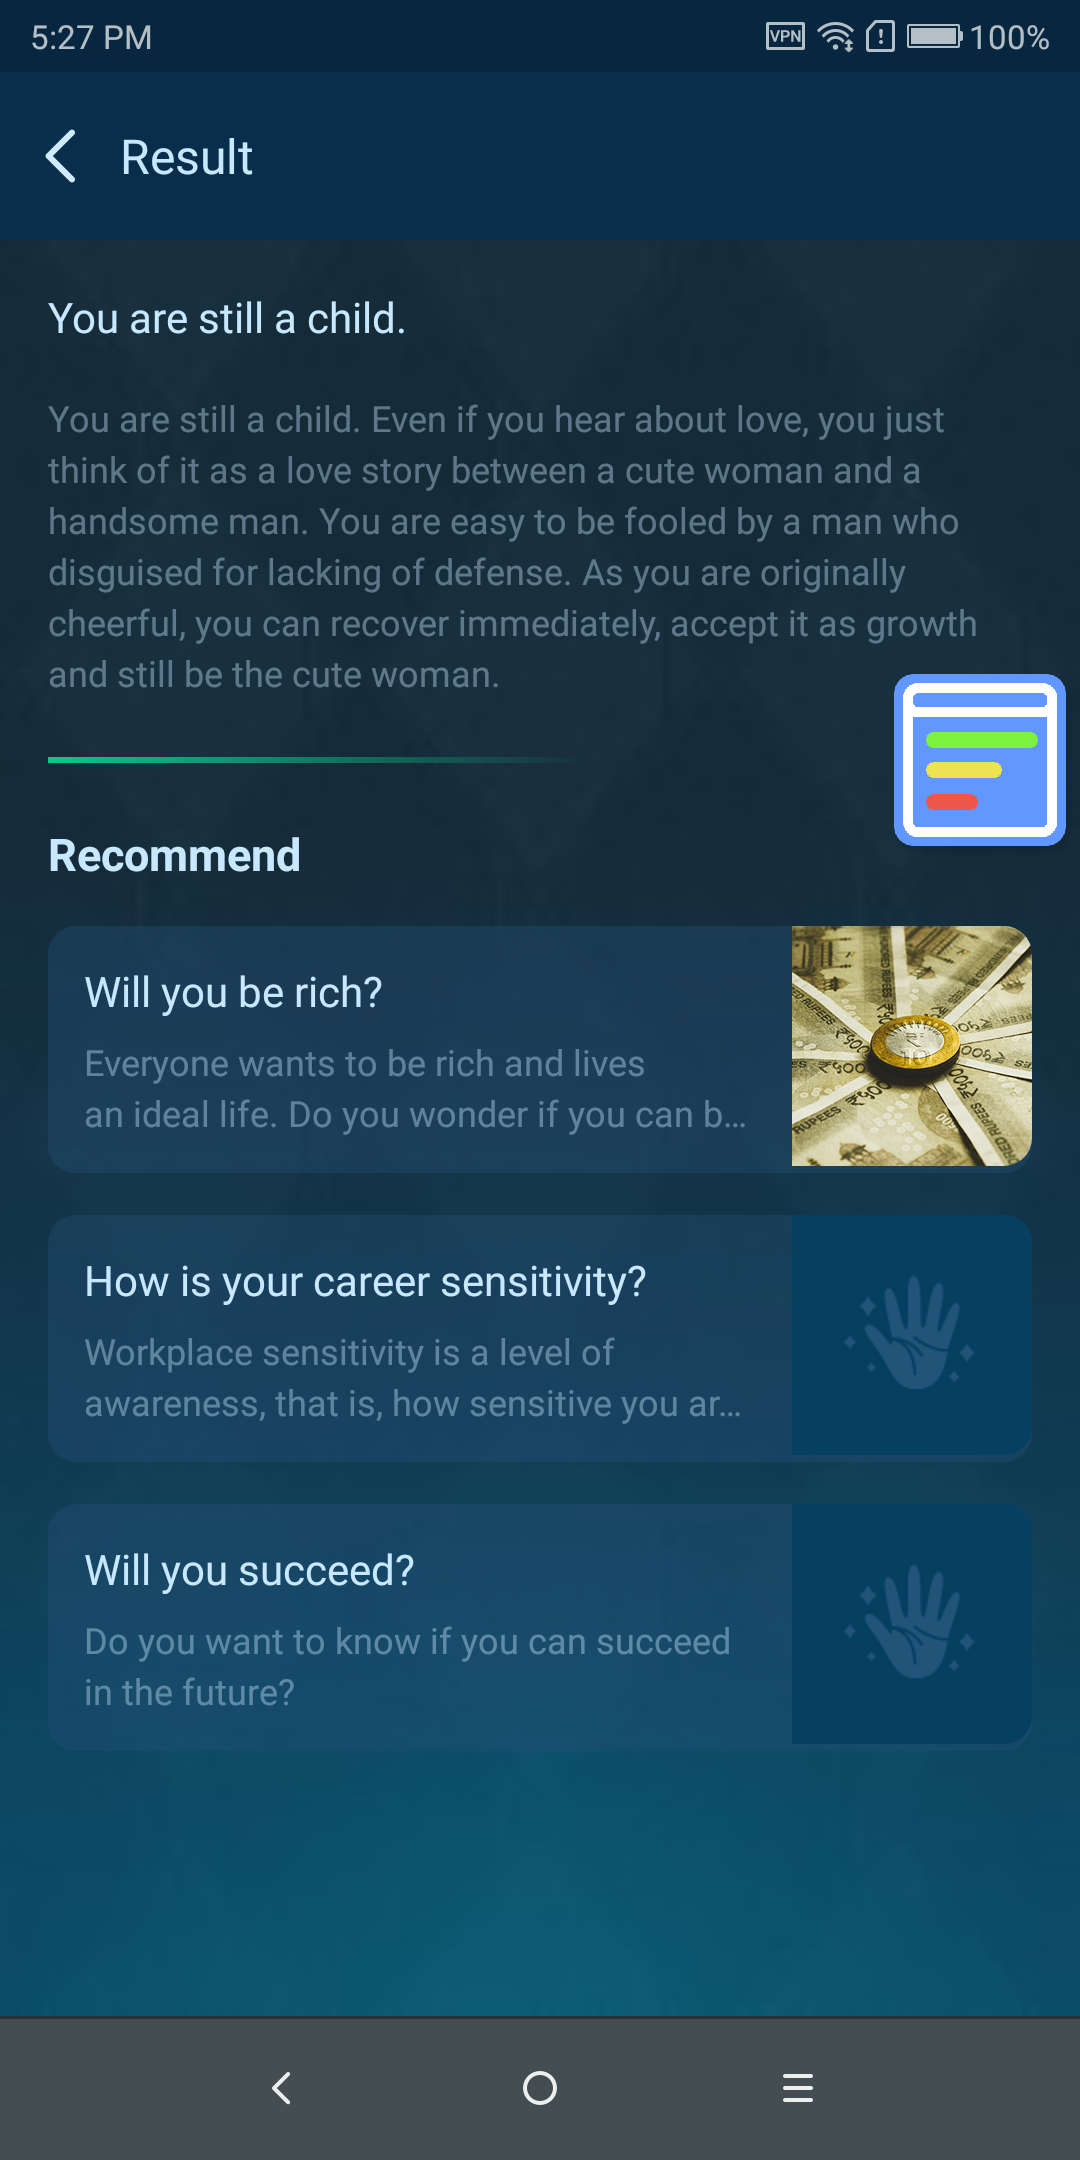 5:27 PM
VPN
100%
Result
You are still a child.
You are still a child. Even if you hear about love, you just
think of it as a love story between a cute woman and a
handsome man. You are easy to be fooled by a man who
disguised for lacking of defense. As you are originally
cheerful, you can recover immediately, accept it as growth
and still be the cute woman.
Recommend
Will you be rich?
Everyone wants to be rich and lives
an ideal life. Do you wonder if you can b...
How is your career sensitivity?
Workplace sensitivity is a level of
awareness, that is, how sensitive you ar...
Will you succeed?
Do you want to know if you can succeed
in the future?